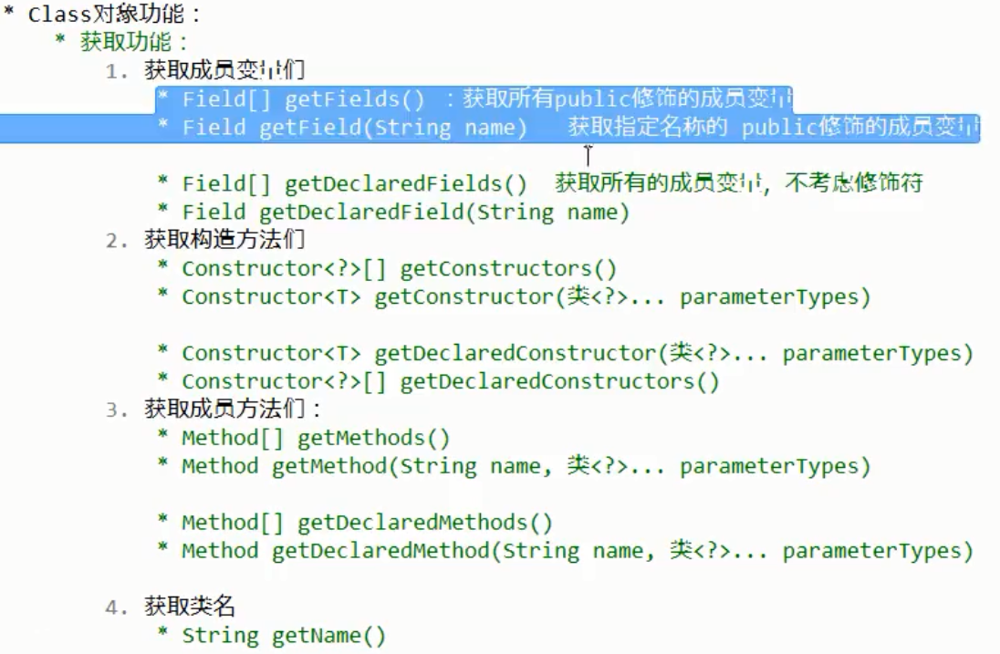 * Class对象功能：
* 获取功能：
1. 获取成员变量们
* Field[] getFields() ：获取所有public修饰的成员变量
* Field getField(String name) 获取指定名称的 public修饰的成员变量
* Field[] getDeclaredFields() 获取所有的成员变量，不考虑修饰符
* Field getDeclaredField(String name)
2. 获取构造方法们
* Constructor<?>[] getConstructors()
* Constructor<T> getConstructor(类<?>... parameterTypes)
* Constructor<T> getDeclaredConstructor(类<?>... parameterTypes)
* Constructor<?>[] getDeclaredConstructors()
3. 获取成员方法们：
* Method[] getMethods()
* Method getMethod(String name, 类<?>... parameterTypes)
* Method[] getDeclaredMethods()
* Method getDeclaredMethod(String name, 类<?>... parameterTypes)
4. 获取类名
* String getName()